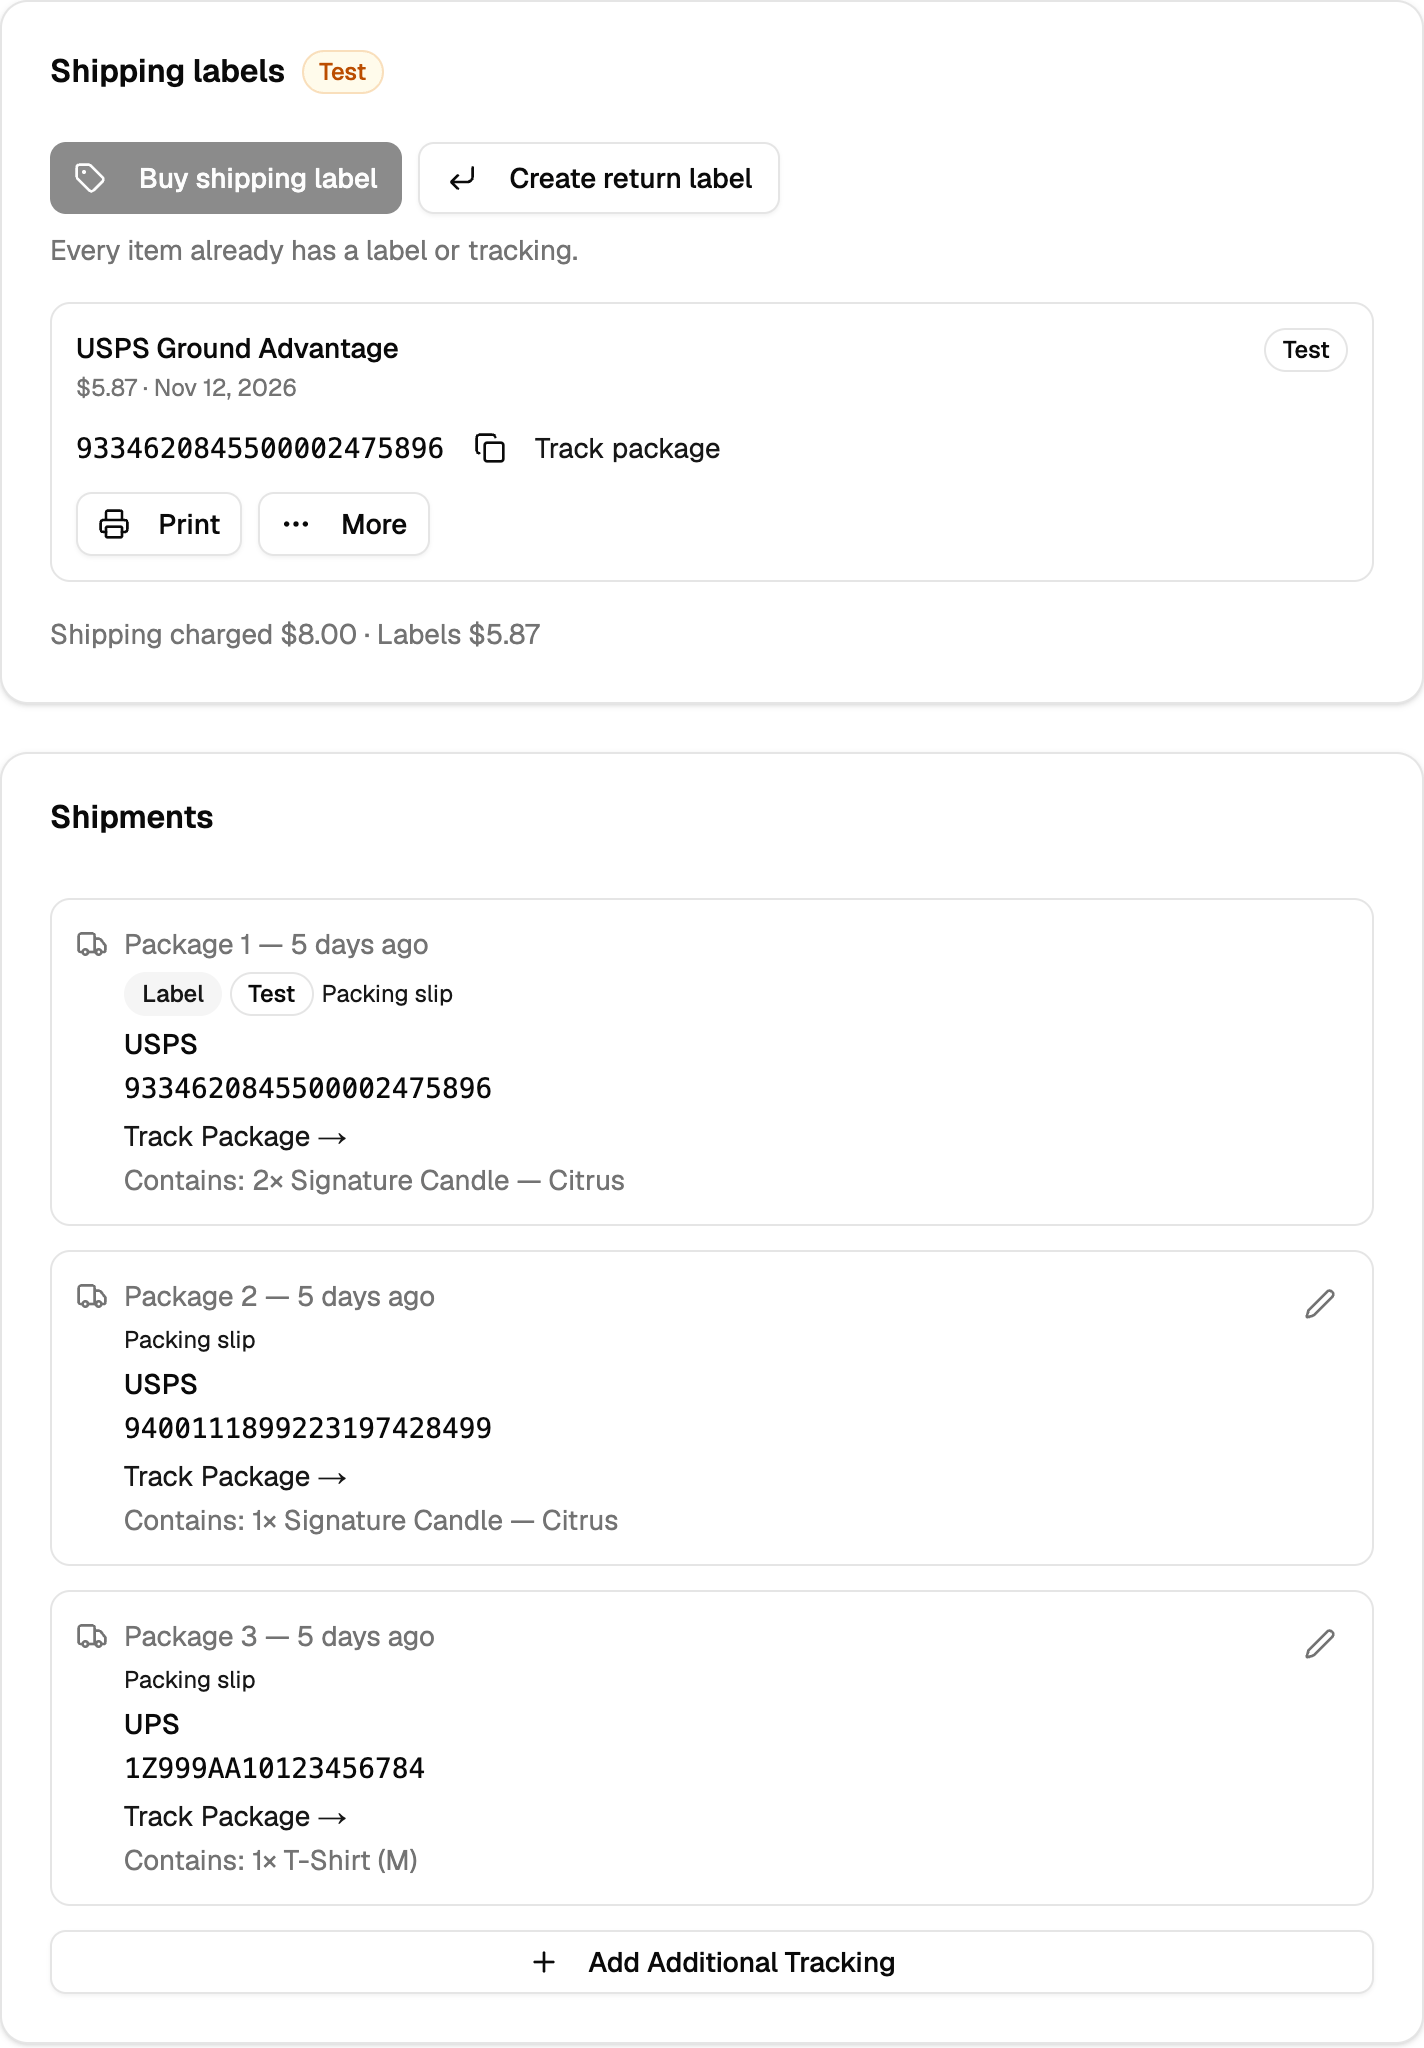 Shipping labels Test
Buy shipping label Create return label
Every item already has a label or tracking.
USPS Ground Advantage Test
$5.87 · Nov 12, 2026
9334620845500002475896 Track package
Print More
Shipping charged $8.00 · Labels $5.87
Shipments
Package 1 — 5 days ago
Label Test Packing slip
USPS
9334620845500002475896
Track Package →
Contains: 2× Signature Candle — Citrus
Package 2 — 5 days ago
Packing slip
USPS
9400111899223197428499
Track Package →
Contains: 1× Signature Candle — Citrus
Package 3 — 5 days ago
Packing slip
UPS
1Z999AA10123456784
Track Package →
Contains: 1× T-Shirt (M)
Add Additional Tracking